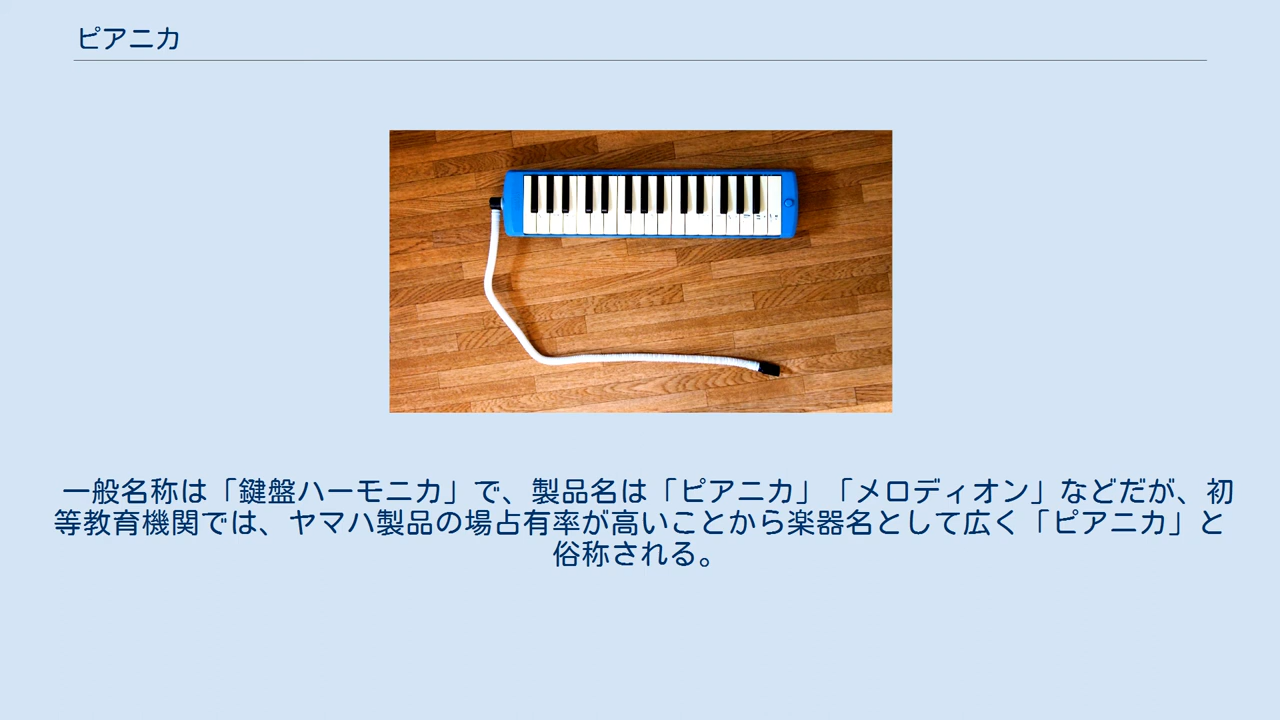 ピアニカ
一般名称は「鍵盤ハーモニカ」で、製品名は「ピアニカ」「メロディオン」などだが、初
等教育機関では、ヤマハ製品の場占有率が高いことから楽器名として広く「ピアニカ」と
俗称される。